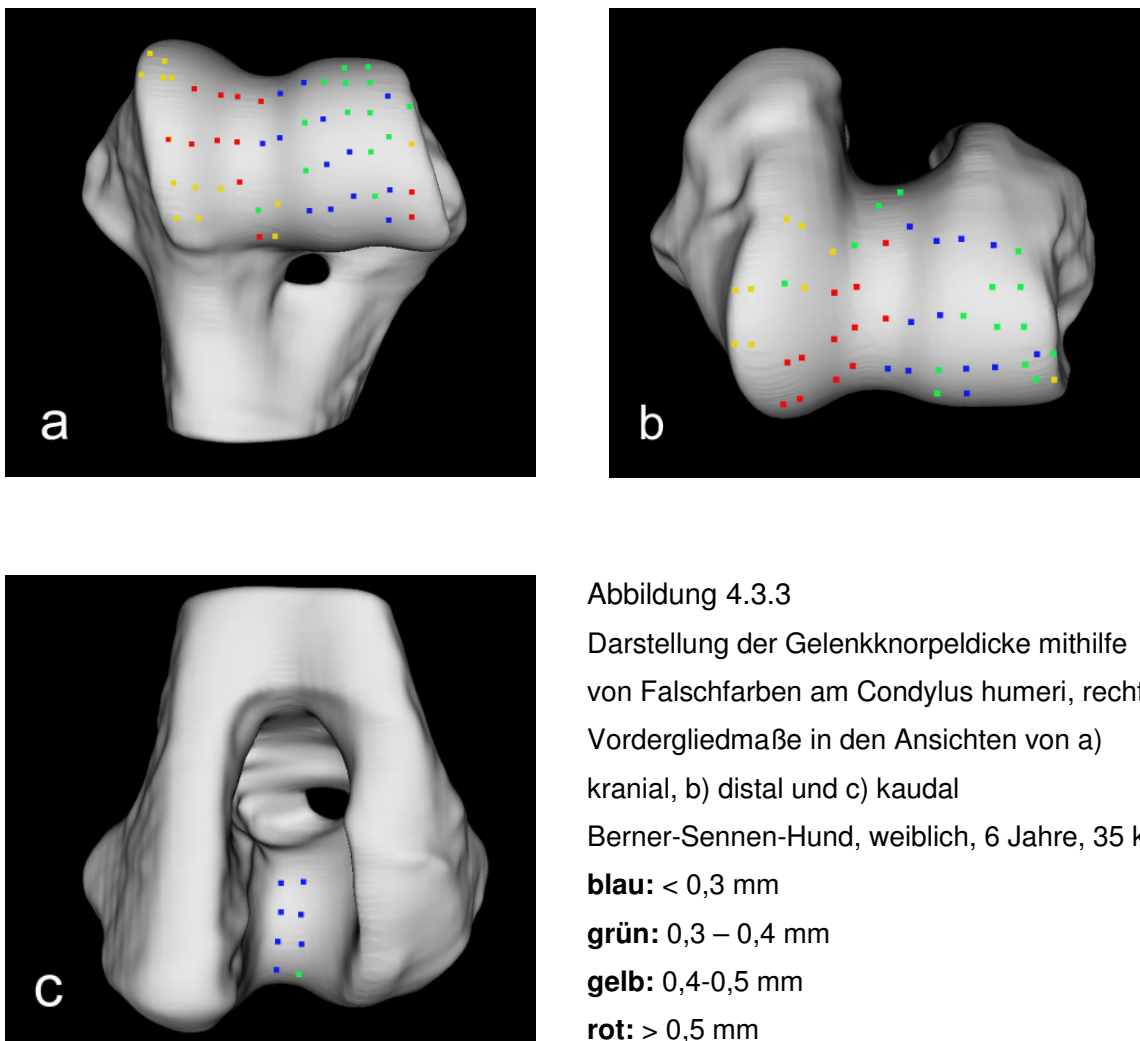 a
b
c
Abbildung 4.3.3
Darstellung der Gelenkknorpeldicke mithilfe
von Falschfarben am Condylus humeri,
Vordergliedmaße in den Ansichten von a)
kranial, b) distal und c) kaudal
Berner-Sennen-Hund, weiblich, 6 Jahre, 35
blau: < 0,3 mm
grün: 0,3 – 0,4 mm
gelb: 0,4-0,5 mm
rot: > 0,5 mm